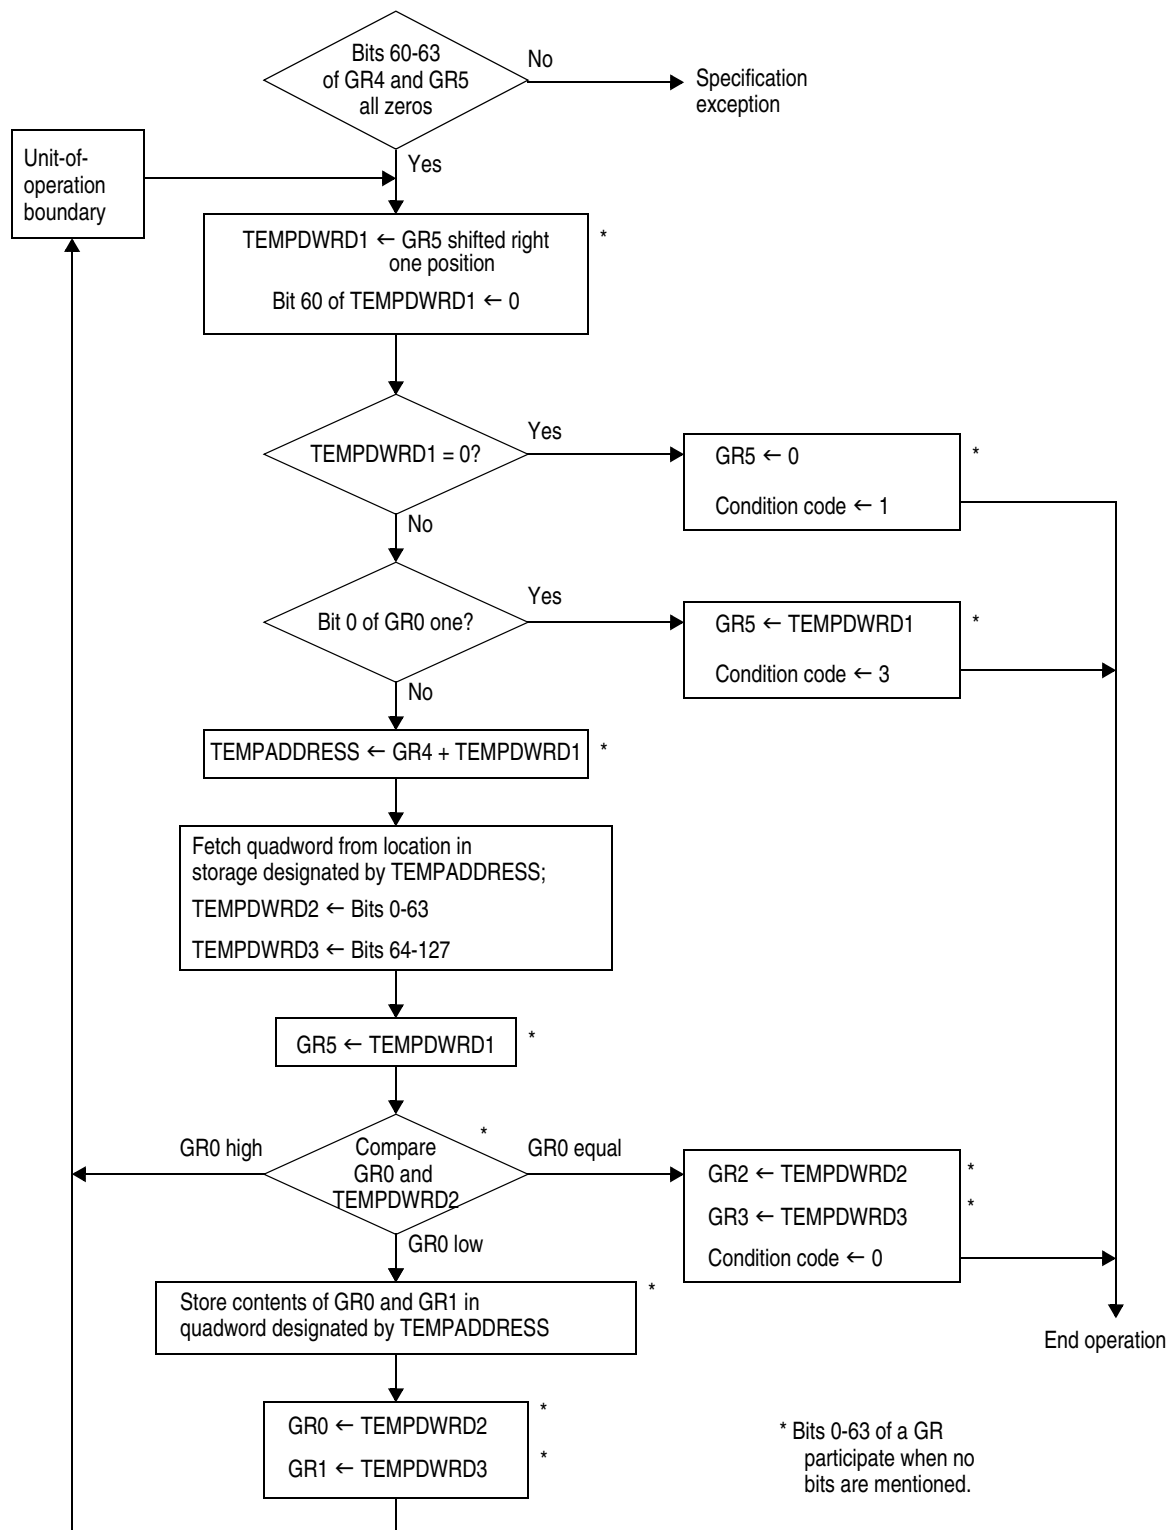 Bits 60-63
of GR4 and GR5
all zeros
No
Specification
exception
Yes
Unit-of-
operation
boundary
TEMPDWRD1 ← GR5 shifted right
one position
*
Bit 60 of TEMPDWRD1 ← 0
TEMPDWRD1 = 0?
Yes
GR5 ← 0
*
Condition code ← 1
No
Bit 0 of GR0 one?
Yes
GR5 ← TEMPDWRD1
*
Condition code ← 3
No
TEMPADDRESS ← GR4 + TEMPDWRD1
*
Fetch quadword from location in
storage designated by TEMPADDRESS;
TEMPDWRD2 ← Bits 0-63
TEMPDWRD3 ← Bits 64-127
GR5 ← TEMPDWRD1
*
GR0 high
Compare
GR0 and
TEMPDWRD2
*
GR0 equal
GR2 ← TEMPDWRD2
*
GR3 ← TEMPDWRD3
*
Condition code ← 0
GR0 low
Store contents of GR0 and GR1 in
quadword designated by TEMPADDRESS
*
End operation
GR0 ← TEMPDWRD2
*
GR1 ← TEMPDWRD3
*
* Bits 0-63 of a GR
participate when no
bits are mentioned.